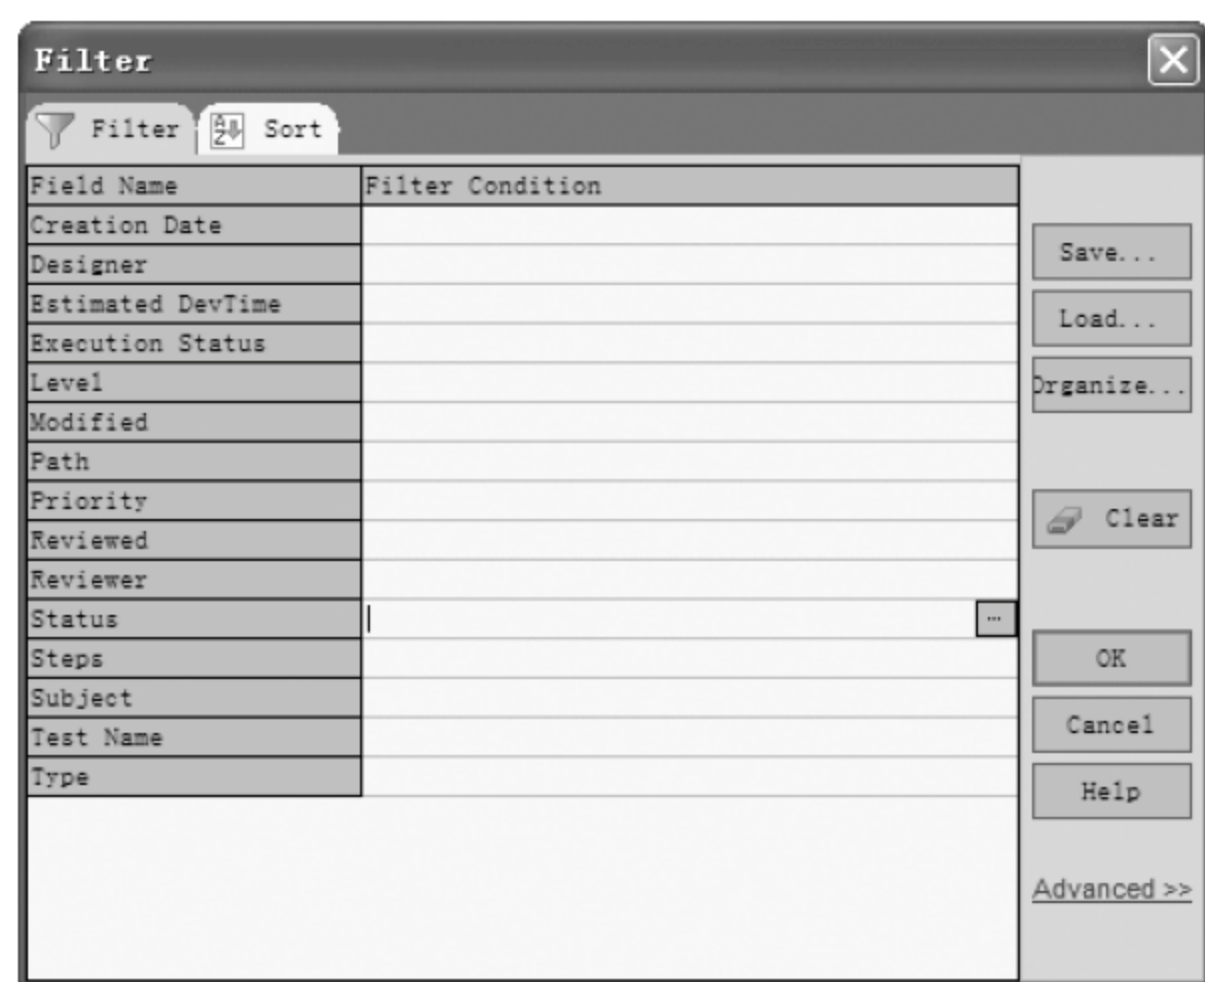 Filter
Filter Sort
Field Name Filter Condition
Creation Date
Designer
Save...
Estimated DevTime
Load...
Execution Status
Level
Organize...
Modified
Path
Priority
Clear
Reviewed
Reviewer
Status ...
Steps
OK
Subject
Cancel
Test Name
Type
Help
Advanced >>